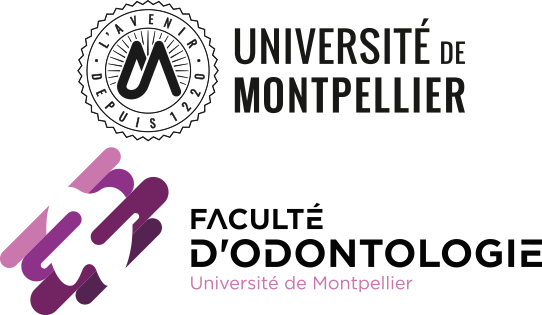 · L'AVENIR ·
DEPUIS 1220
UNIVERSITÉ DE
MONTPELLIER
FACULTÉ
D'ODONTOLOGIE
Université de Montpellier